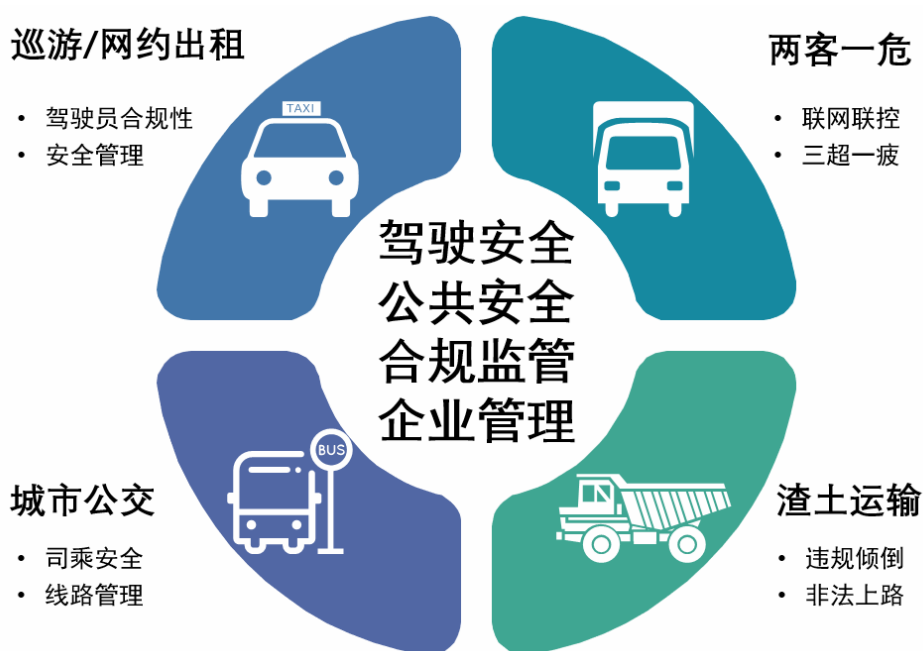 巡游/网约出租
• 驾驶员合规性
• 安全管理
TAXI
两客一危
• 联网联控
• 三超一疲
驾驶安全
公共安全
合规监管
企业管理
城市公交
• 司乘安全
• 线路管理
BUS
渣土运输
• 违规倾倒
• 非法上路